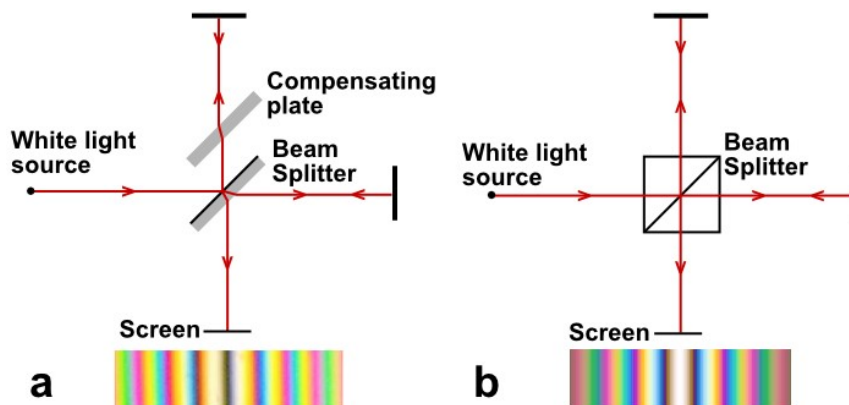 Compensating
plate
White light
source
Beam
Splitter
Screen
a
White light
source
Beam
Splitter
Screen
b